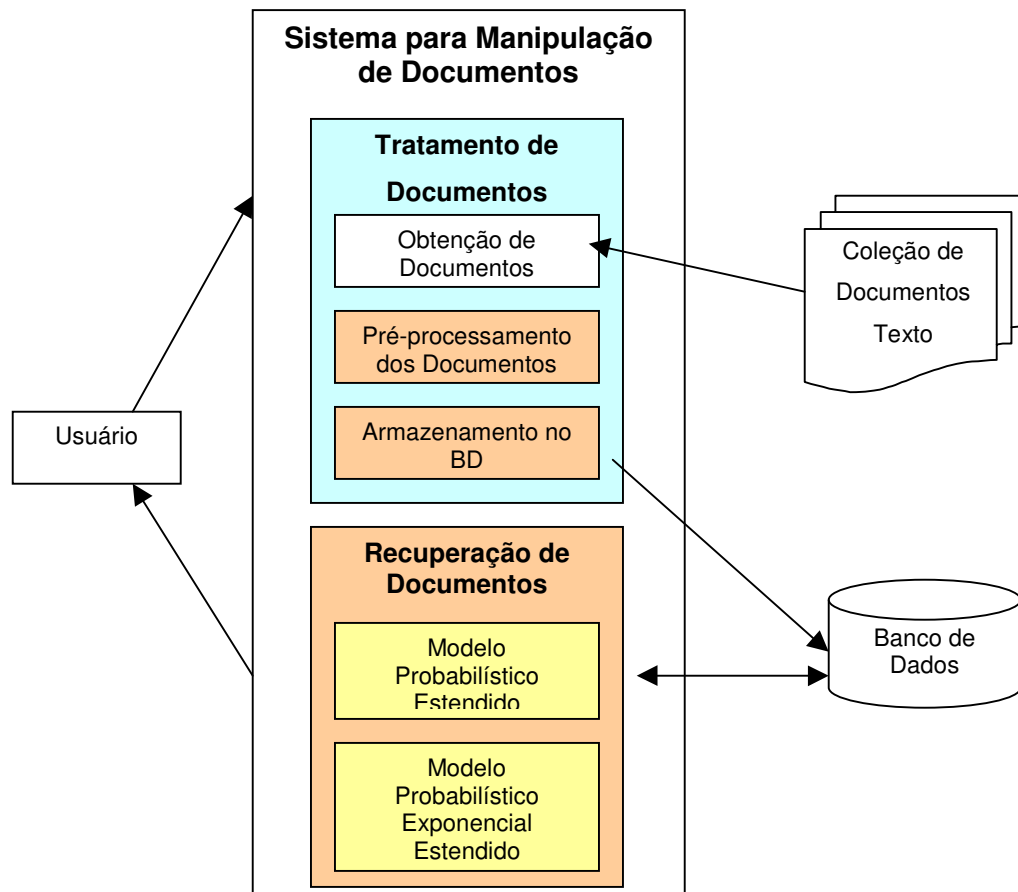 Sistema para Manipulação
de Documentos
Tratamento de
Documentos
Obtenção de
Documentos
Pré-processamento
dos Documentos
Armazenamento no
BD
Recuperação de
Documentos
Modelo
Probabilístico
Estendido
Modelo
Probabilístico
Exponencial
Estendido
Usuário
Coleção de
Documentos
Texto
Banco de
Dados